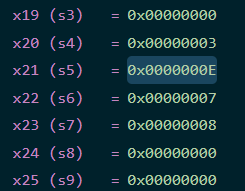 x19 (s3) = 0x00000000
x20 (s4) = 0x00000003
x21 (s5) = 0x0000000E
x22 (s6) = 0x00000007
x23 (s7) = 0x00000008
x24 (s8) = 0x00000000
x25 (s9) = 0x00000000